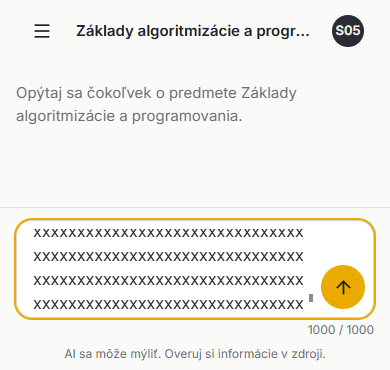 Základy algoritmizácie a progr...
S05
Opýtaj sa čokoľvek o predmete Základy
algoritmizácie a programovania.
xxxxxxxxxxxxxxxxxxxxxxxxxxxxxxx
xxxxxxxxxxxxxxxxxxxxxxxxxxxxxxx
xxxxxxxxxxxxxxxxxxxxxxxxxxxxxxx
xxxxxxxxxxxxxxxxxxxxxxxxxxxxxxx
1000 / 1000
AI sa môže mýliť. Overuj si informácie v zdroji.